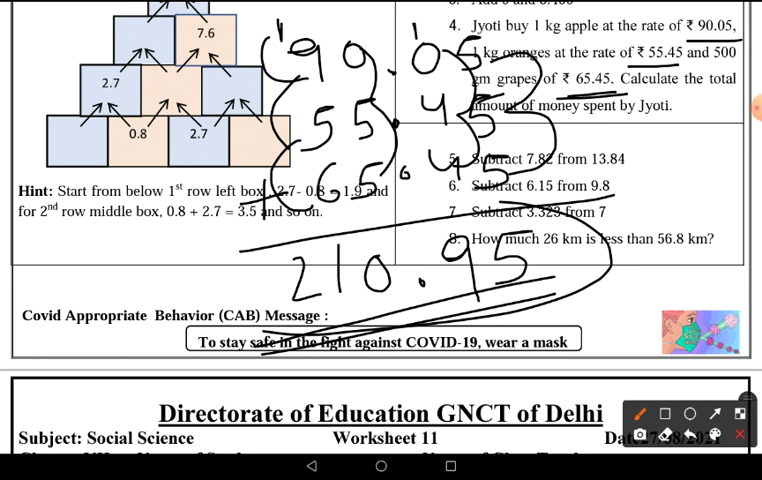 7.6
2.7
0.8 2.7
Hint: Start from below 1st row left box, 2.7- 0.8 = 1.9 and
for 2nd row middle box, 0.8 + 2.7 = 3.5 and so on.
4. Jyoti buy 1 kg apple at the rate of ₹ 90.05,
1 kg oranges at the rate of ₹ 55.45 and 500
gm grapes of ₹ 65.45. Calculate the total
amount of money spent by Jyoti.
5. Subtract 7.82 from 13.84
6. Subtract 6.15 from 9.8
7. Subtract 3.323 from 7
8. How much 26 km is less than 56.8 km?
1 1
90.05
55.45
+ 65.45
210.95
Covid Appropriate Behavior (CAB) Message :
To stay safe in the fight against COVID-19, wear a mask
Directorate of Education GNCT of Delhi
Subject: Social Science Worksheet 11